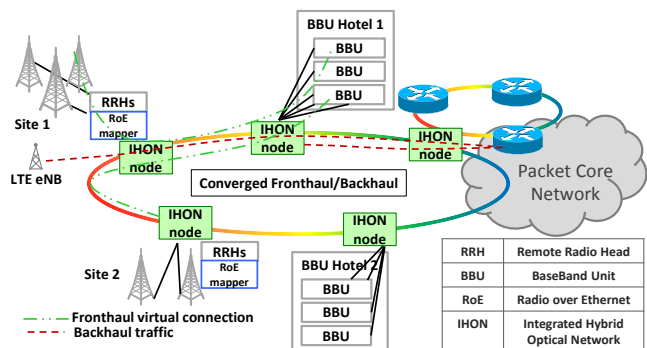 BBU Hotel 1
BBU
BBU
BBU
RRHs
RoE
mapper
Site 1
LTE eNB
IHON
node
IHON
node
IHON
node
Packet Core
Network
Converged Fronthaul/Backhaul
IHON
node
IHON
node
Site 2
RRHs
RoE
mapper
BBU Hotel 2
BBU
BBU
BBU
Fronthaul virtual connection
Backhaul traffic
RRH Remote Radio Head
BBU BaseBand Unit
RoE Radio over Ethernet
IHON Integrated Hybrid
Optical Network